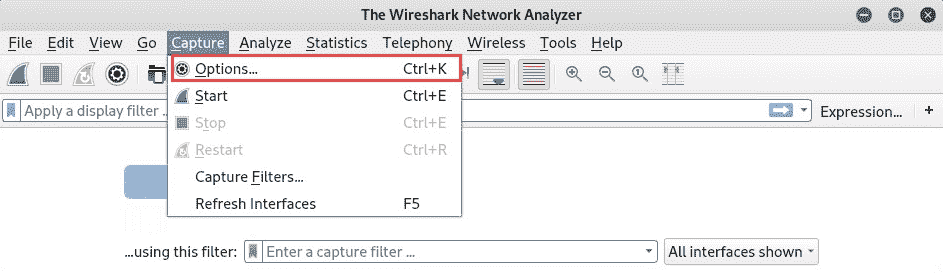 The Wireshark Network Analyzer
File Edit View Go Capture Analyze Statistics Telephony Wireless Tools Help
Options... Ctrl+K
Start Ctrl+E
Apply a display filter ... Expression... +
Stop Ctrl+E
Restart Ctrl+R
Capture Filters...
Refresh Interfaces F5
...using this filter: Enter a capture filter ... All interfaces shown